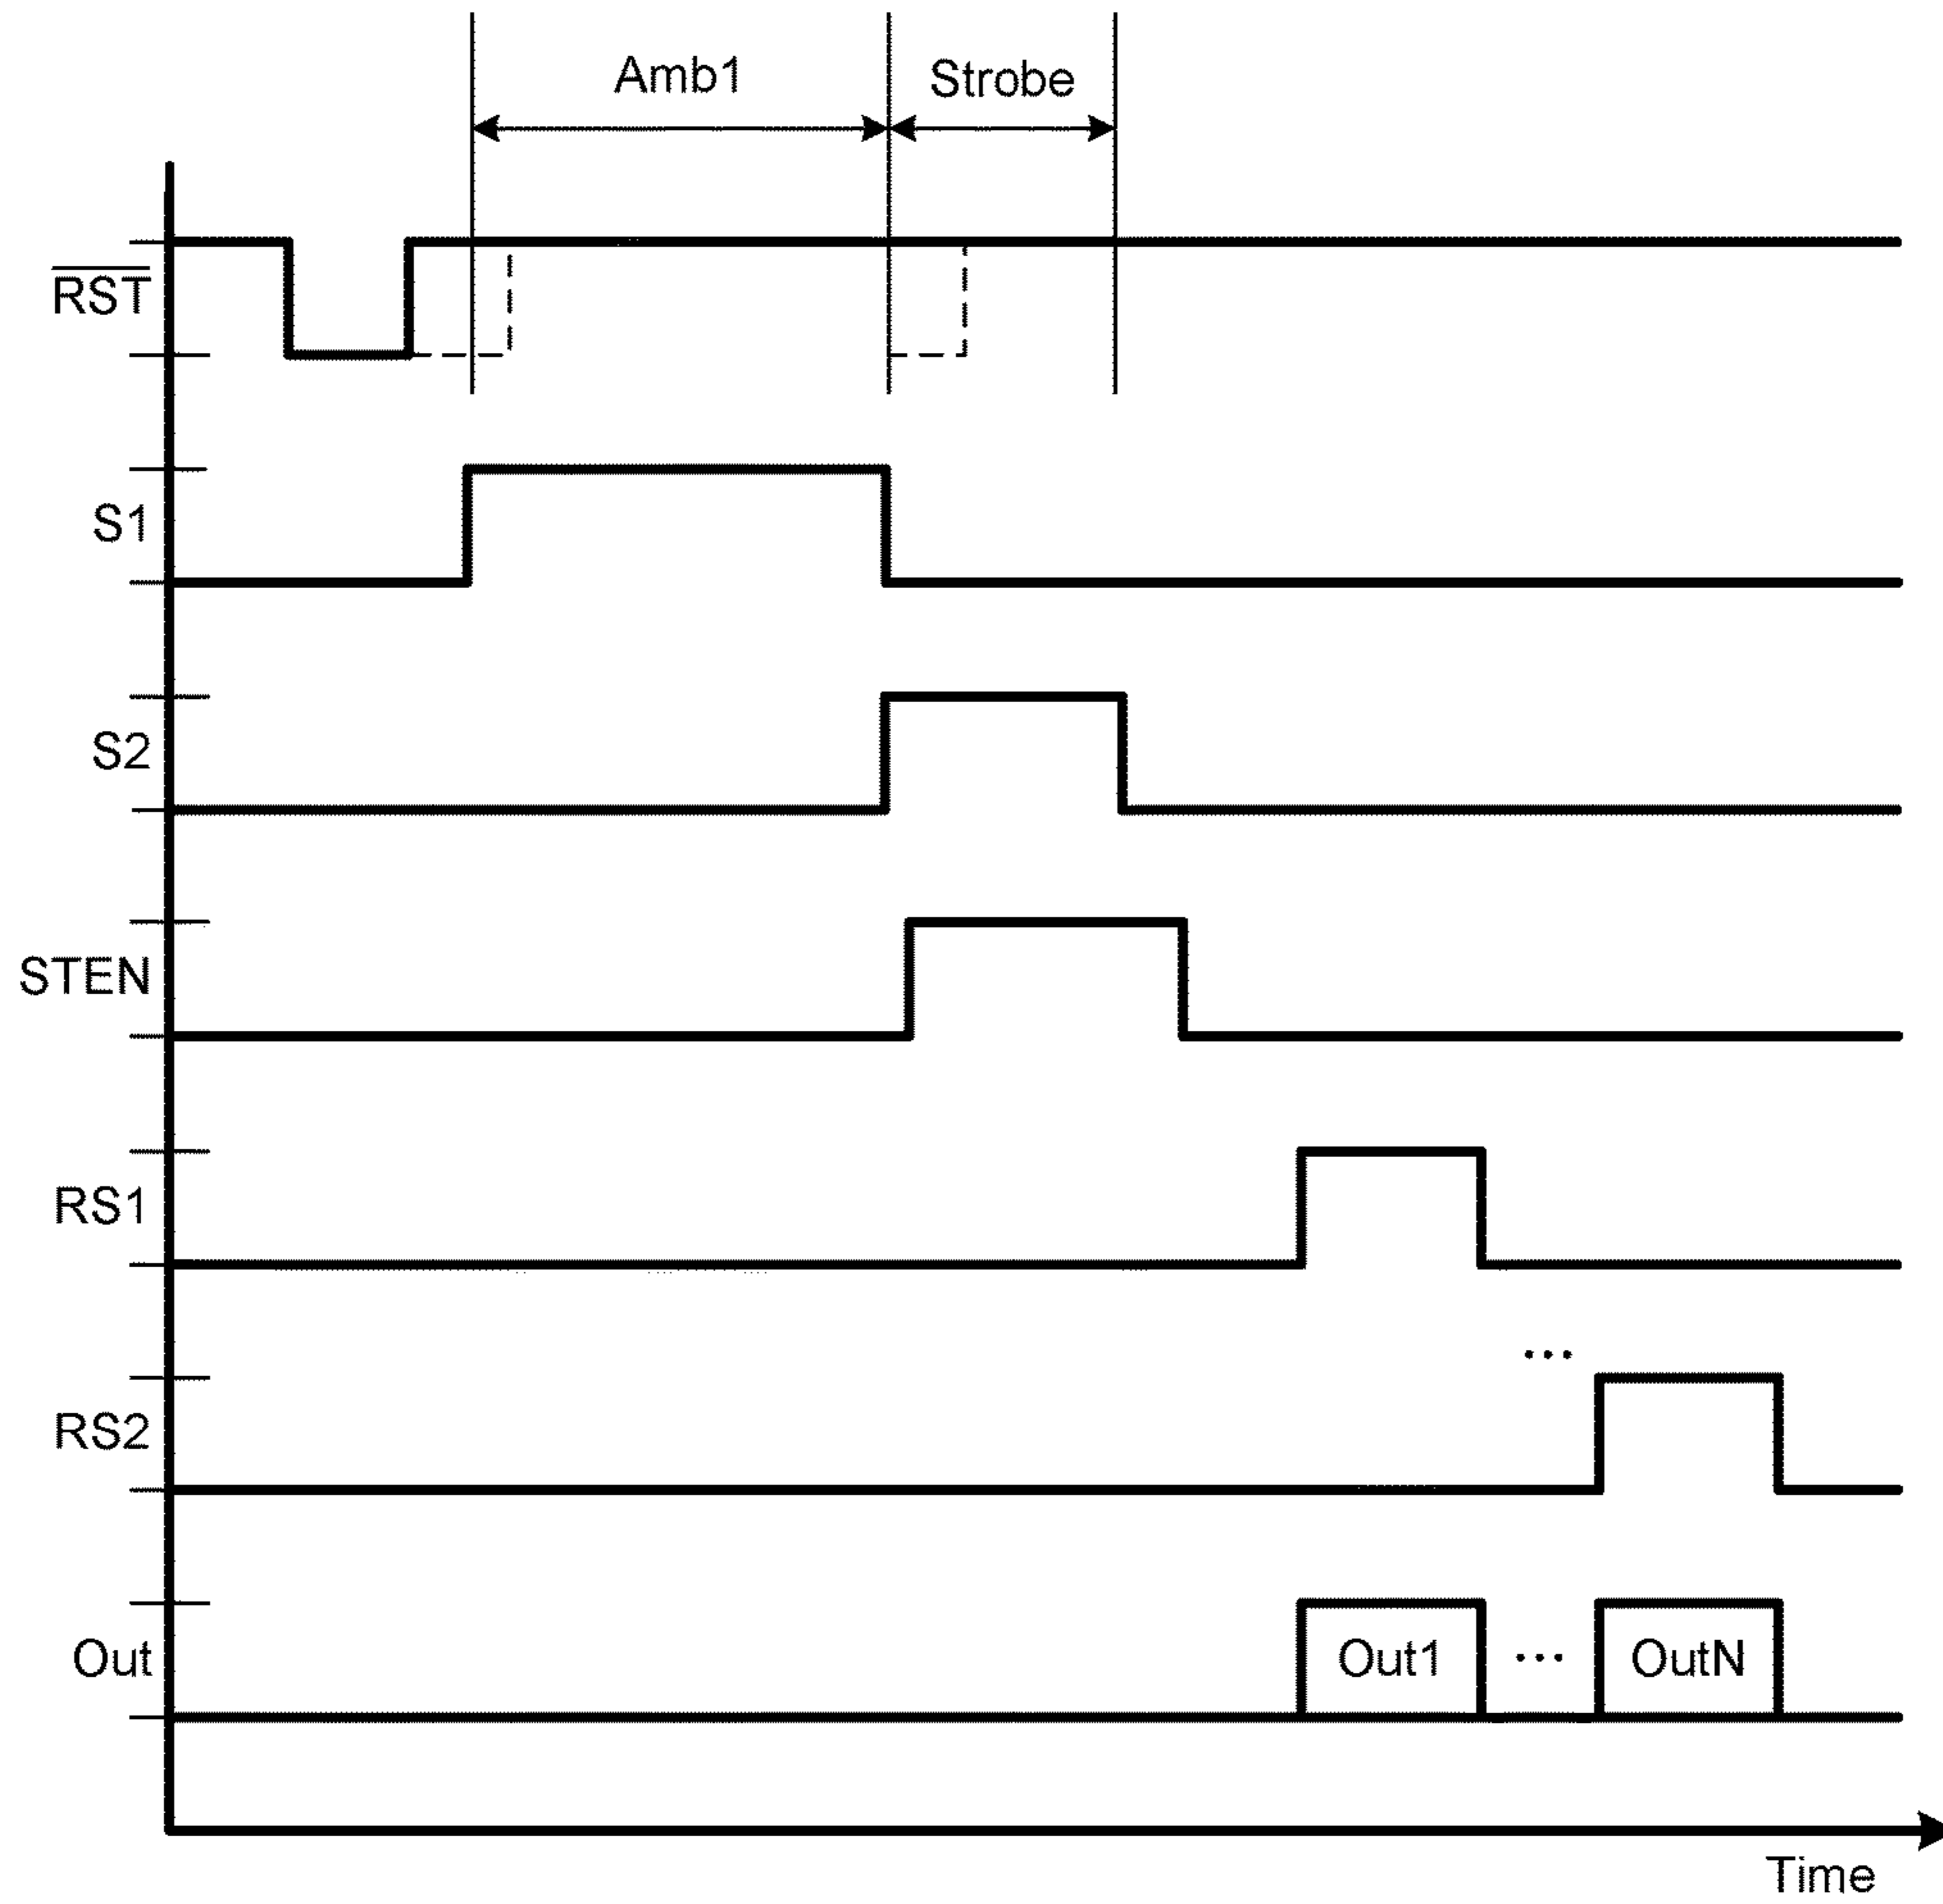 Amb1
Strobe
RST
S1
S2
STEN
RS1
...
RS2
Out
Out1
...
OutN
Time